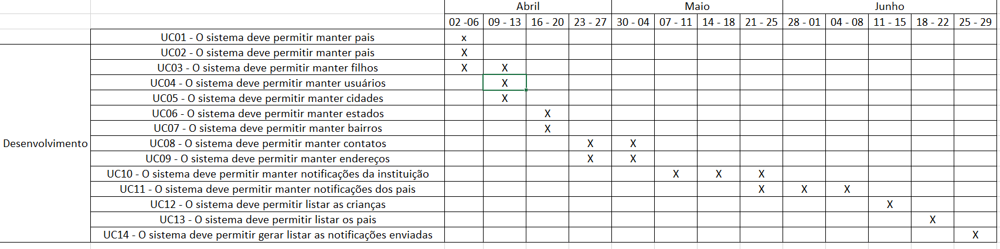 Abril Maio Junho
02 -06 09 - 13 16 - 20 23 - 27 30 - 04 07 - 11 14 - 18 21 - 25 28 - 01 04 - 08 11 - 15 18 - 22 25 - 29
UC01 - O sistema deve permitir manter pais x
UC02 - O sistema deve permitir manter pais X
UC03 - O sistema deve permitir manter filhos X X
UC04 - O sistema deve permitir manter usuários X
UC05 - O sistema deve permitir manter cidades X
UC06 - O sistema deve permitir manter estados X
UC07 - O sistema deve permitir manter bairros X
Desenvolvimento UC08 - O sistema deve permitir manter contatos X X
UC09 - O sistema deve permitir manter endereços X X
UC10 - O sistema deve permitir manter notificações da instituição X X X
UC11 - O sistema deve permitir manter notificações dos pais X X X
UC12 - O sistema deve permitir listar as crianças X
UC13 - O sistema deve permitir listar os pais X
UC14 - O sistema deve permitir gerar listar as notificações enviadas X